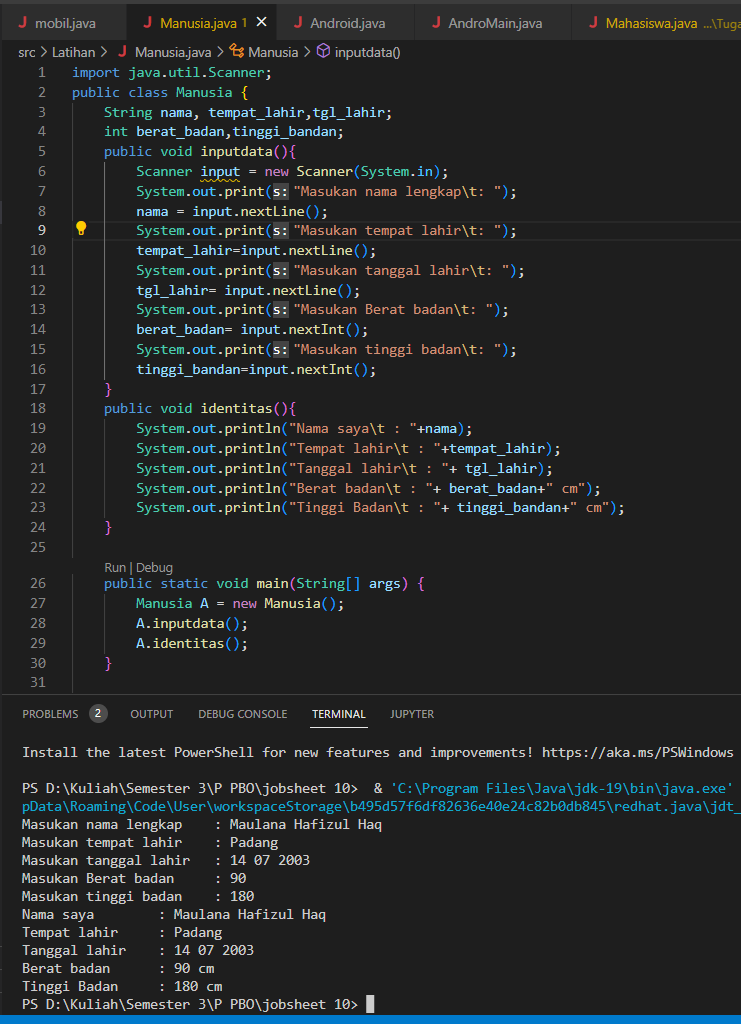 J mobil.java J Manusia.java 1 × J Android.java J AndroMain.java J Mahasiswa.java ...\Tuga
src > Latihan > J Manusia.java > Manusia > inputdata()
1 import java.util.Scanner;
2 public class Manusia {
3 String nama, tempat_lahir,tgl_lahir;
4 int berat_badan,tinggi_bandan;
5 public void inputdata(){
6 Scanner input = new Scanner(System.in);
7 System.out.print(s:"Masukan nama lengkap\t: ");
8 nama = input.nextLine();
9 System.out.print(s:"Masukan tempat lahir\t: ");
10 tempat_lahir=input.nextLine();
11 System.out.print(s:"Masukan tanggal lahir\t: ");
12 tgl_lahir= input.nextLine();
13 System.out.print(s:"Masukan Berat badan\t: ");
14 berat_badan= input.nextInt();
15 System.out.print(s:"Masukan tinggi badan\t: ");
16 tinggi_bandan=input.nextInt();
17 }
18 public void identitas(){
19 System.out.println("Nama saya\t : "+nama);
20 System.out.println("Tempat lahir\t : "+tempat_lahir);
21 System.out.println("Tanggal lahir\t : "+ tgl_lahir);
22 System.out.println("Berat badan\t : "+ berat_badan+" cm");
23 System.out.println("Tinggi Badan\t : "+ tinggi_bandan+" cm");
24 }
25
Run | Debug
26 public static void main(String[] args) {
27 Manusia A = new Manusia();
28 A.inputdata();
29 A.identitas();
30 }
31
PROBLEMS 2 OUTPUT DEBUG CONSOLE TERMINAL JUPYTER
Install the latest PowerShell for new features and improvements! https://aka.ms/PSWindows
PS D:\Kuliah\Semester 3\P PBO\jobsheet 10> & 'C:\Program Files\Java\jdk-19\bin\java.exe'
pData\Roaming\Code\User\workspaceStorage\b495d57f6df82636e40e24c82b0db845\redhat.java\jdt_
Masukan nama lengkap : Maulana Hafizul Haq
Masukan tempat lahir : Padang
Masukan tanggal lahir : 14 07 2003
Masukan Berat badan : 90
Masukan tinggi badan : 180
Nama saya : Maulana Hafizul Haq
Tempat lahir : Padang
Tanggal lahir : 14 07 2003
Berat badan : 90 cm
Tinggi Badan : 180 cm
PS D:\Kuliah\Semester 3\P PBO\jobsheet 10>